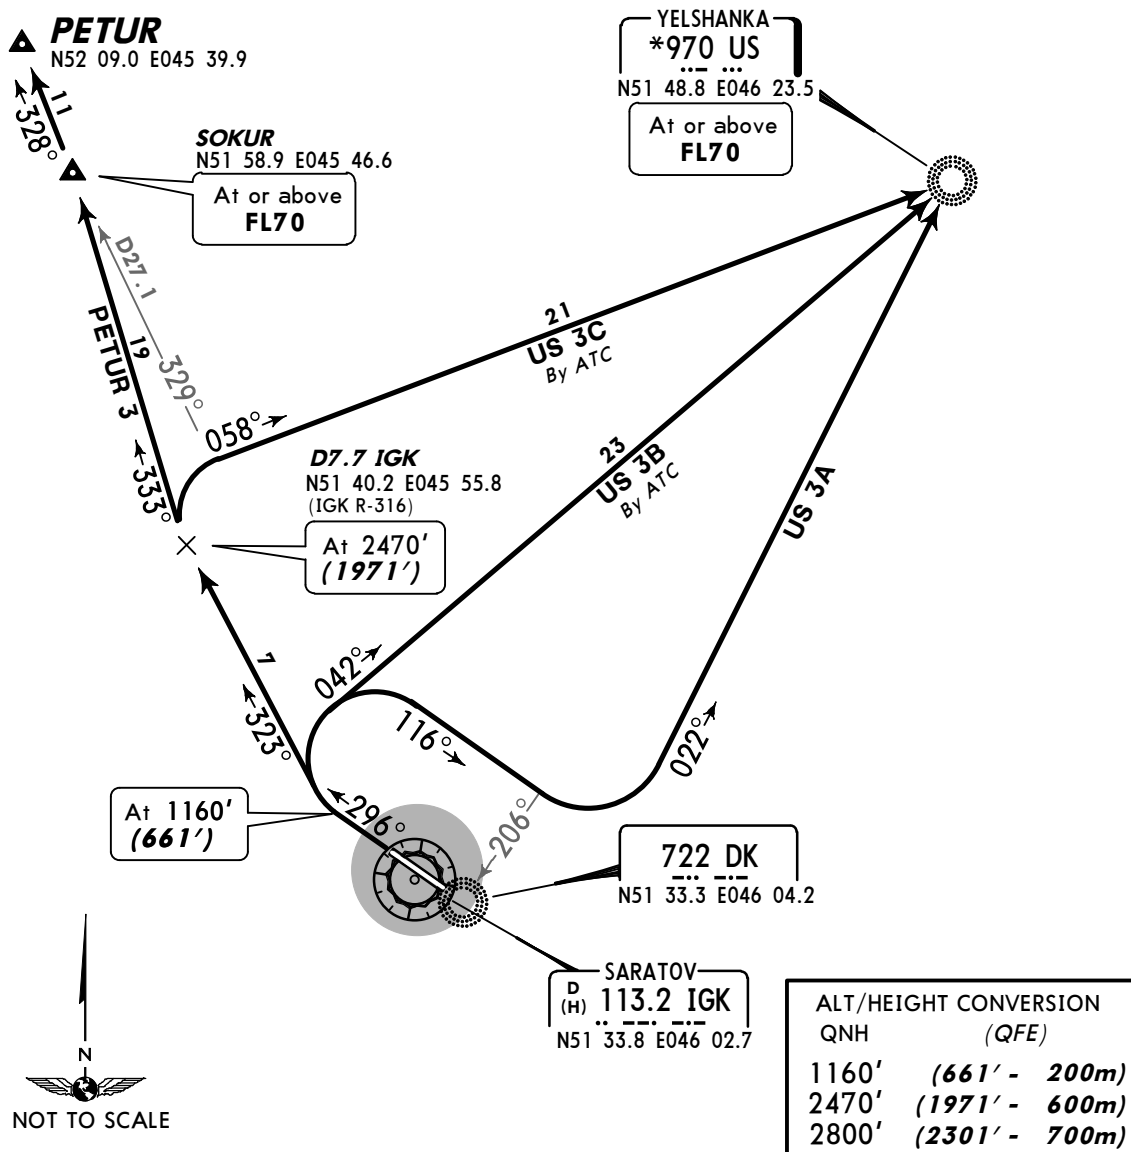 PETUR
N52 09.0 E045 39.9
11
328°
SOKUR
N51 58.9 E045 46.6
At or above
FL70
YELSHANKA
*970 US
N51 48.8 E046 23.5
At or above
FL70
D27.1
329°
19
PETUR 3
333°
058°
21
US 3C
By ATC
D7.7 IGK
N51 40.2 E045 55.8
(IGK R-316)
At 2470'
(1971')
23
US 3B
By ATC
US 3A
7
323°
042°
116°
022°
At 1160'
(661')
296°
206°
722 DK
N51 33.3 E046 04.2
SARATOV
D
(H)
113.2 IGK
N51 33.8 E046 02.7
N
NOT TO SCALE
ALT/HEIGHT CONVERSION
QNH (QFE)
1160' (661' - 200m)
2470' (1971' - 600m)
2800' (2301' - 700m)